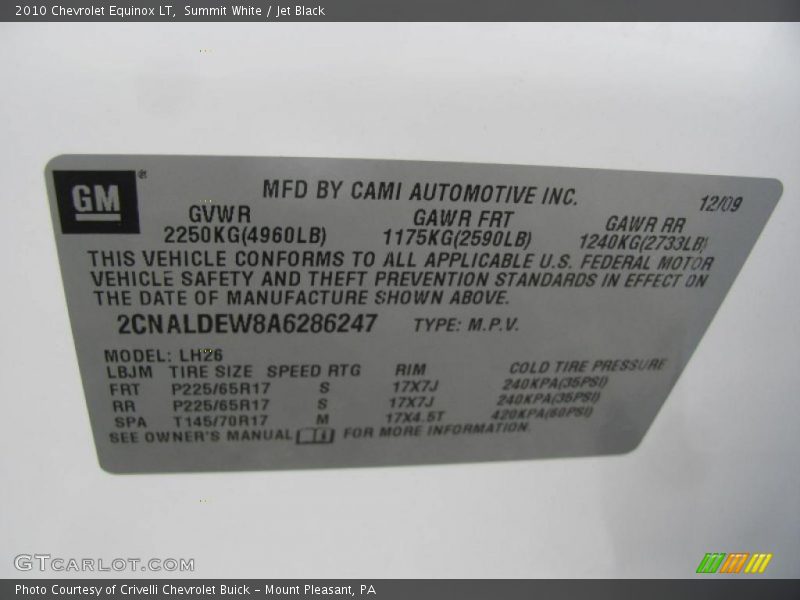 2010 Chevrolet Equinox LT,  Summit White / Jet Black
GM ®
MFD BY CAMI AUTOMOTIVE INC.
12/09
GVWR GAWR FRT GAWR RR
2250KG(4960LB) 1175KG(2590LB) 1240KG(2733LB)
THIS VEHICLE CONFORMS TO ALL APPLICABLE U.S. FEDERAL MOTOR
VEHICLE SAFETY AND THEFT PREVENTION STANDARDS IN EFFECT ON
THE DATE OF MANUFACTURE SHOWN ABOVE.
2CNALDEW8A6286247 TYPE: M.P.V.
MODEL: LH26
LBJM TIRE SIZE SPEED RTG RIM COLD TIRE PRESSURE
FRT P225/65R17 S 17X7J 240KPA(35PSI)
RR P225/65R17 S 17X7J 240KPA(35PSI)
SPA T145/70R17 M 17X4.5T 420KPA(60PSI)
SEE OWNER'S MANUAL FOR MORE INFORMATION.
GTCARLOT.COM
Photo Courtesy of Crivelli Chevrolet Buick - Mount Pleasant, PA